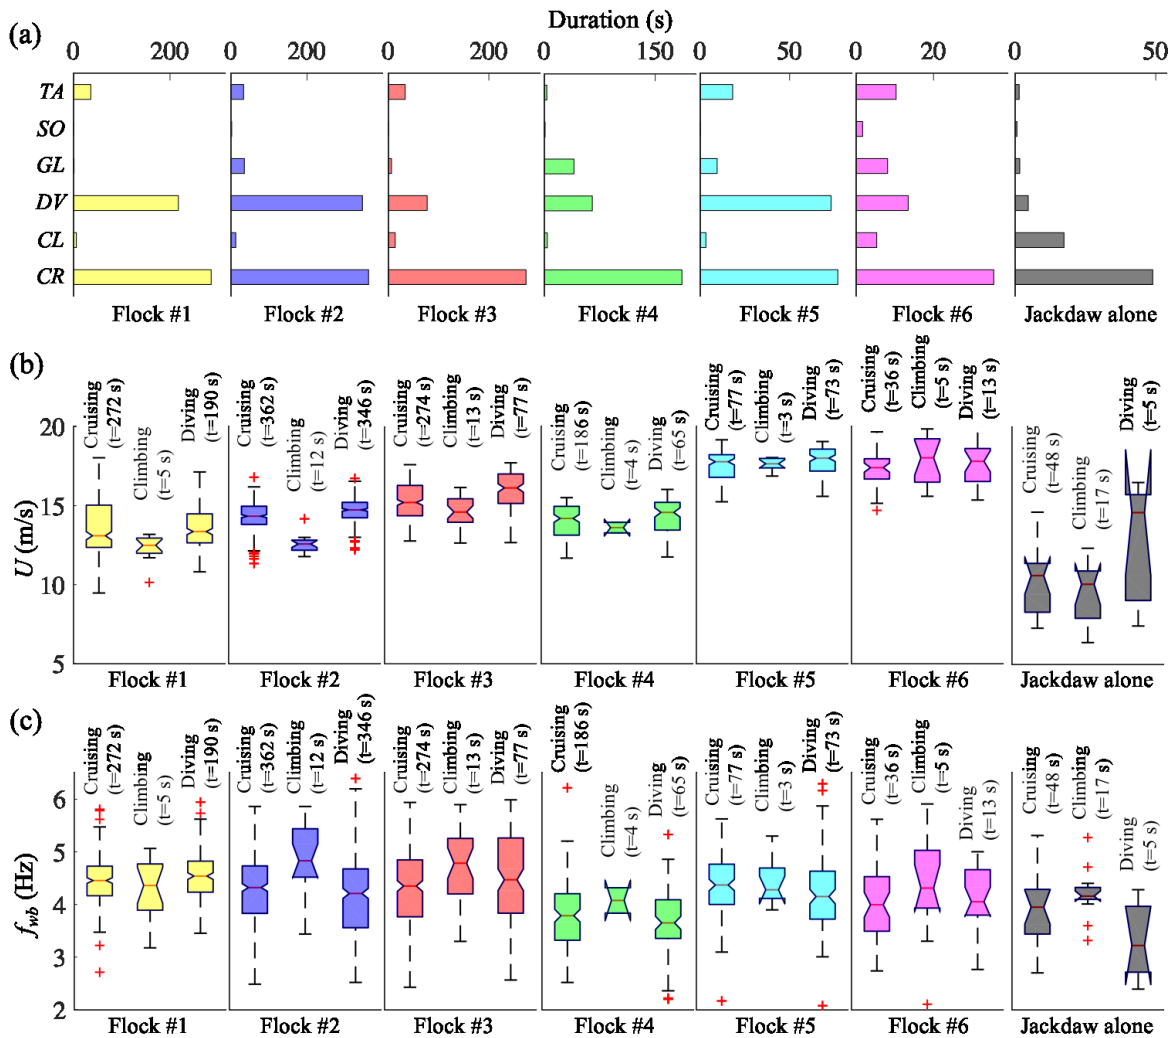 Duration (s)
(a)
0 200 0 200 0 200 0 150 0 50 0 20 0 50
TA
SO
GL
DV
CL
CR
Flock #1 Flock #2 Flock #3 Flock #4 Flock #5 Flock #6 Jackdaw alone
(b)
Cruising
(t=272 s)
Climbing
(t=5 s)
Diving
(t=190 s)
Cruising
(t=362 s)
Climbing
(t=12 s)
Diving
(t=346 s)
Cruising
(t=274 s)
Climbing
(t=13 s)
Diving
(t=77 s)
Cruising
(t=186 s)
Climbing
(t=4 s)
Diving
(t=65 s)
Cruising
(t=77 s)
Climbing
(t=3 s)
Diving
(t=73 s)
Cruising
(t=36 s)
Climbing
(t=5 s)
Diving
(t=13 s)
Cruising
(t=48 s)
Climbing
(t=17 s)
Diving
(t=5 s)
U (m/s)
20
15
10
5
Flock #1 Flock #2 Flock #3 Flock #4 Flock #5 Flock #6 Jackdaw alone
(c)
Cruising
(t=272 s)
Climbing
(t=5 s)
Diving
(t=190 s)
Cruising
(t=362 s)
Climbing
(t=12 s)
Diving
(t=346 s)
Cruising
(t=274 s)
Climbing
(t=13 s)
Diving
(t=77 s)
Cruising
(t=186 s)
Climbing
(t=4 s)
Diving
(t=65 s)
Cruising
(t=77 s)
Climbing
(t=3 s)
Diving
(t=73 s)
Cruising
(t=36 s)
Climbing
(t=5 s)
Diving
(t=13 s)
Cruising
(t=48 s)
Climbing
(t=17 s)
Diving
(t=5 s)
fwb (Hz)
6
5
4
3
2
Flock #1 Flock #2 Flock #3 Flock #4 Flock #5 Flock #6 Jackdaw alone